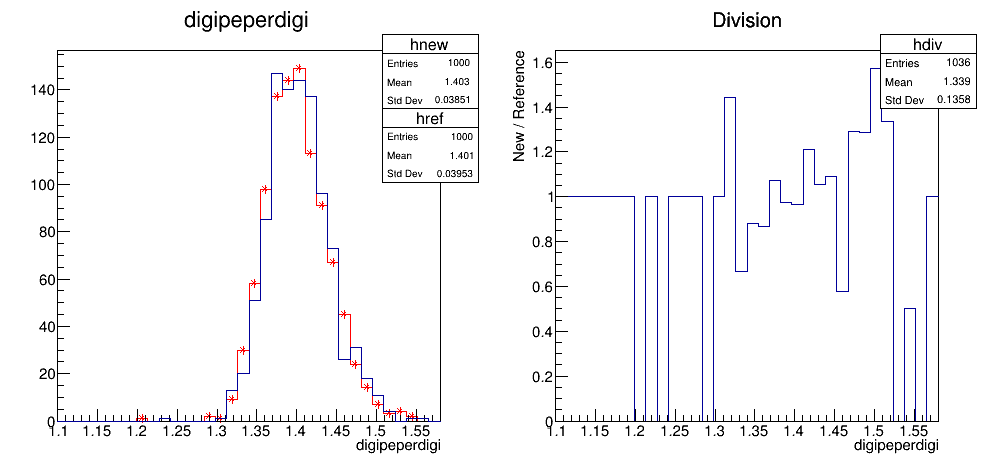 digipeperdigi
hnew
Entries 1000
Mean 1.403
Std Dev 0.03851
href
Entries 1000
Mean 1.401
Std Dev 0.03953
140
120
100
80
60
40
20
0
1.1 1.15 1.2 1.25 1.3 1.35 1.4 1.45 1.5 1.55
digipeperdigi
Division
hdiv
Entries 1036
Mean 1.339
Std Dev 0.1358
New / Reference
1.6
1.4
1.2
1
0.8
0.6
0.4
0.2
0
1.1 1.15 1.2 1.25 1.3 1.35 1.4 1.45 1.5 1.55
digipeperdigi